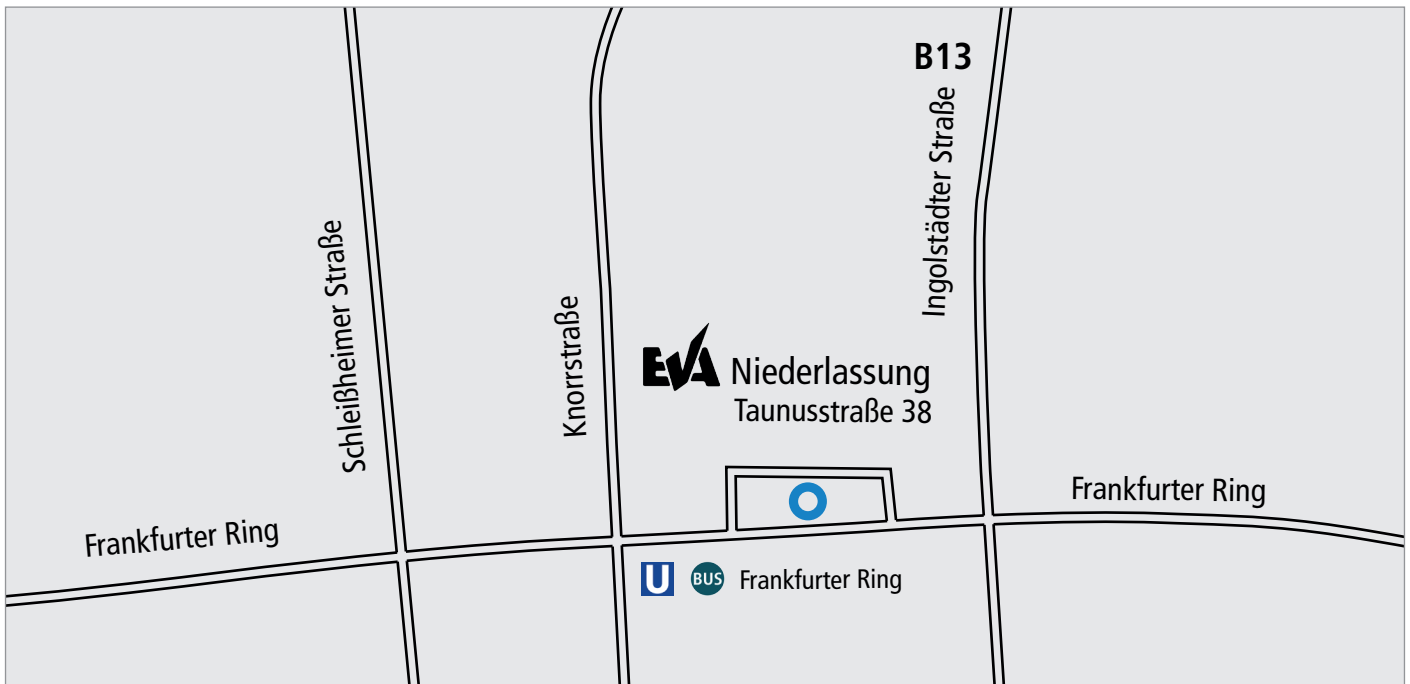 B13
Ingolstädter Straße
Schleißheimer Straße
Knorrstraße
EVA Niederlassung
Taunusstraße 38
Frankfurter Ring
Frankfurter Ring
U BUS Frankfurter Ring